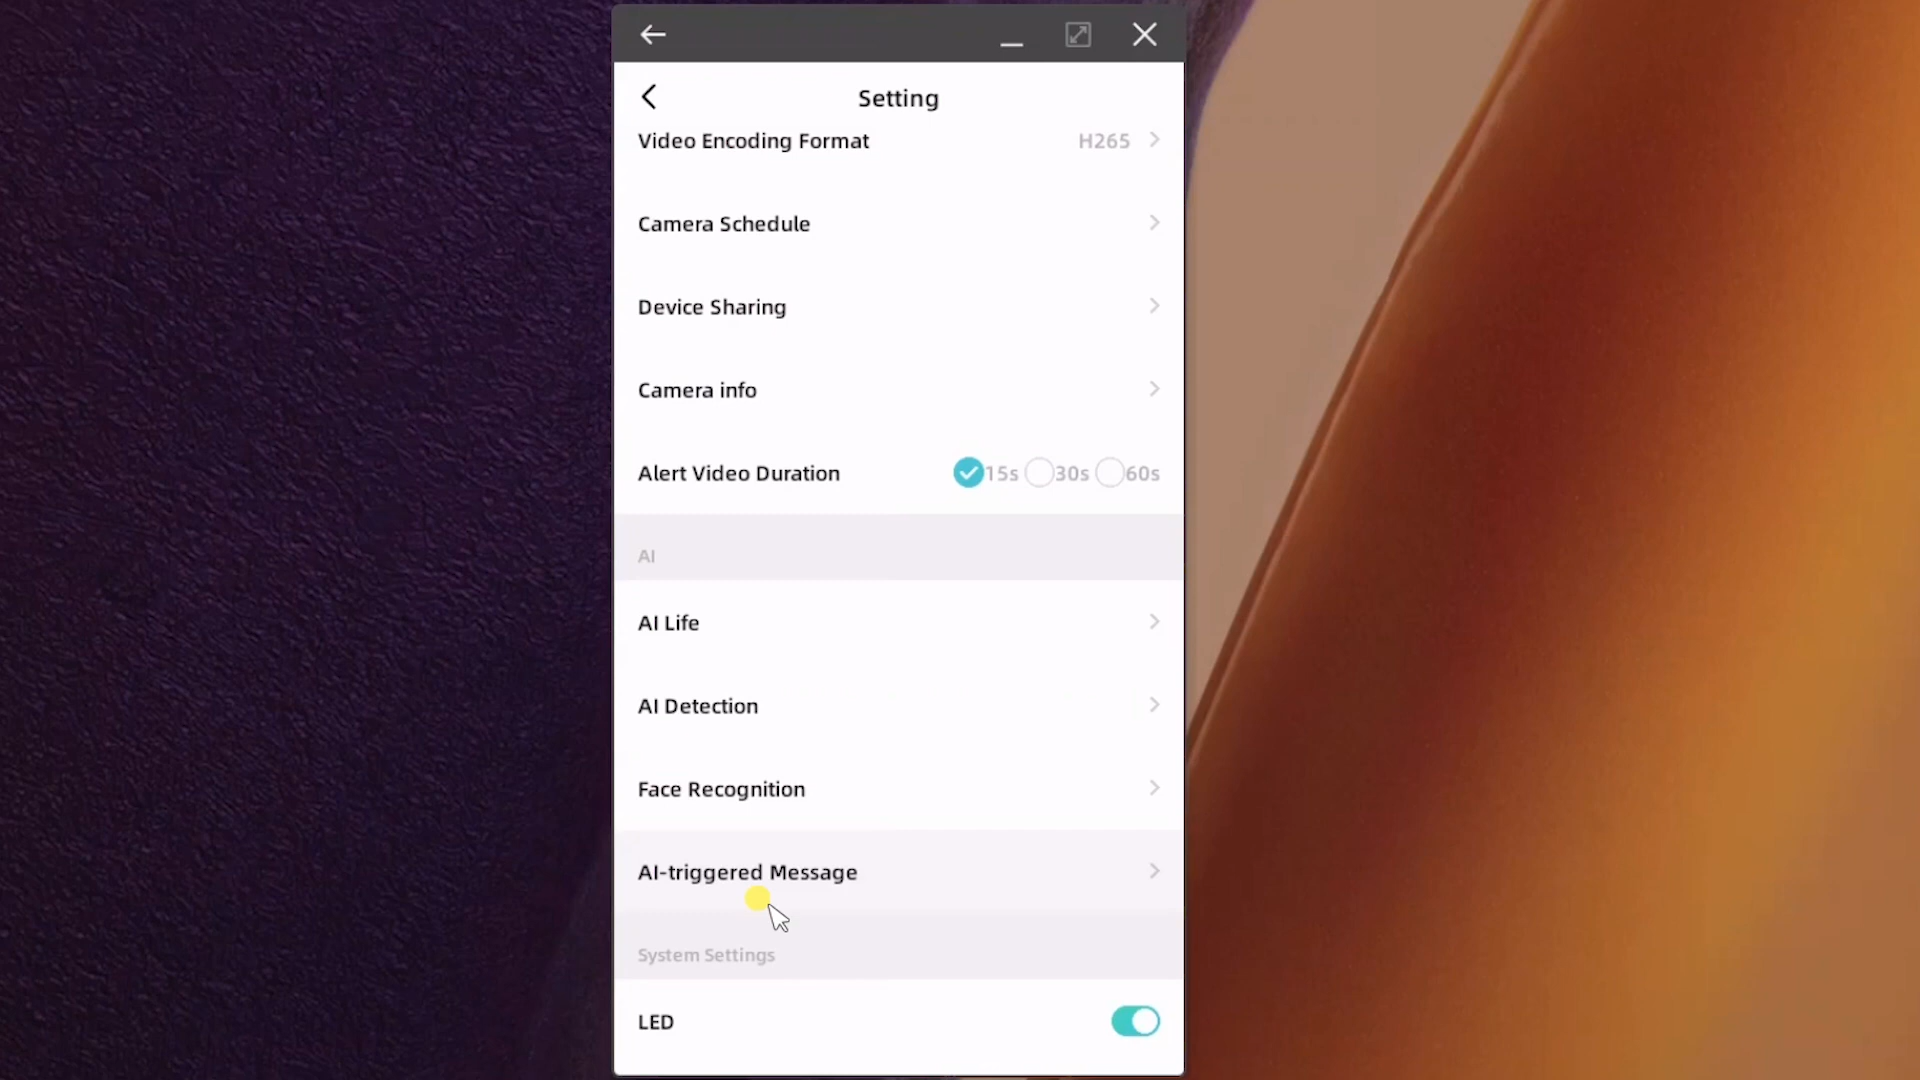 Setting
Video Encoding Format H265
Camera Schedule
Device Sharing
Camera info
Alert Video Duration 15s 30s 60s
AI
AI Life
AI Detection
Face Recognition
AI-triggered Message
System Settings
LED